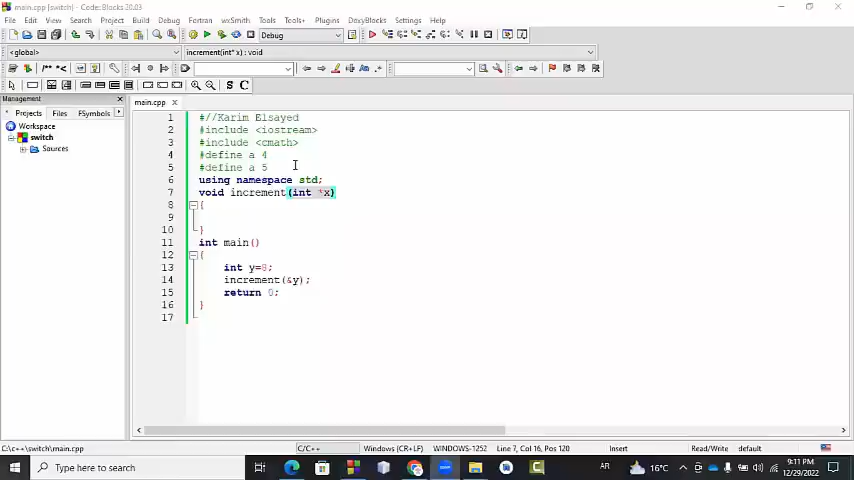 main.cpp [switch] - Code::Blocks 20.03
File Edit View Search Project Build Debug Fortran wxSmith Tools Tools+ Plugins DoxyBlocks Settings Help
Debug
<global> increment(int* x) : void
/** *<
S C
Management
main.cpp
Projects Files FSymbols
Workspace
switch
Sources
1 #//Karim Elsayed
2 #include <iostream>
3 #include <cmath>
4 #define a 4
5 #define a 5
6 using namespace std;
7 void increment(int *x)
8 {
9
10 }
11 int main()
12 {
13 int y=8;
14 increment(&y);
15 return 0;
16 }
17
C:\c++\switch\main.cpp C/C++ Windows (CR+LF) WINDOWS-1252 Line 7, Col 16, Pos 120 Insert Read/Write default
Type here to search
AR
16°C
9:11 PM
12/29/2022